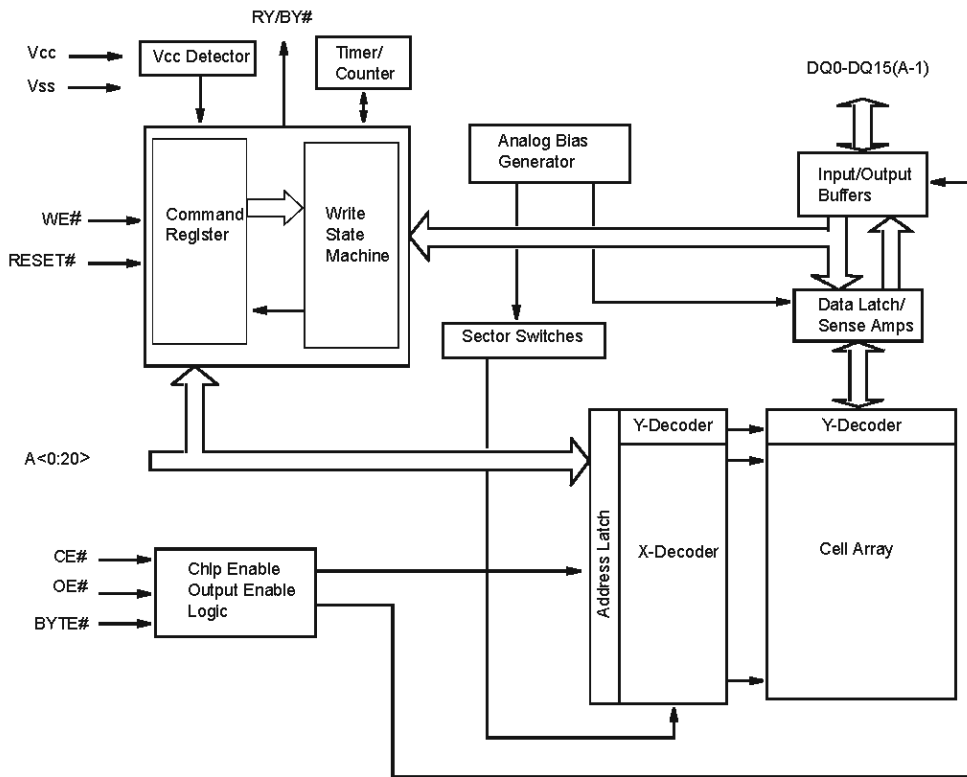 RY/BY#
Vcc
Vss
Vcc Detector
Timer/
Counter
DQ0-DQ15(A-1)
Analog Bias
Generator
Input/Output
Buffers
WE#
RESET#
Command
Register
Write
State
Machine
Data Latch/
Sense Amps
Sector Switches
Y-Decoder
Y-Decoder
A<0:20>
Address Latch
X-Decoder
Cell Array
CE#
OE#
BYTE#
Chip Enable
Output Enable
Logic